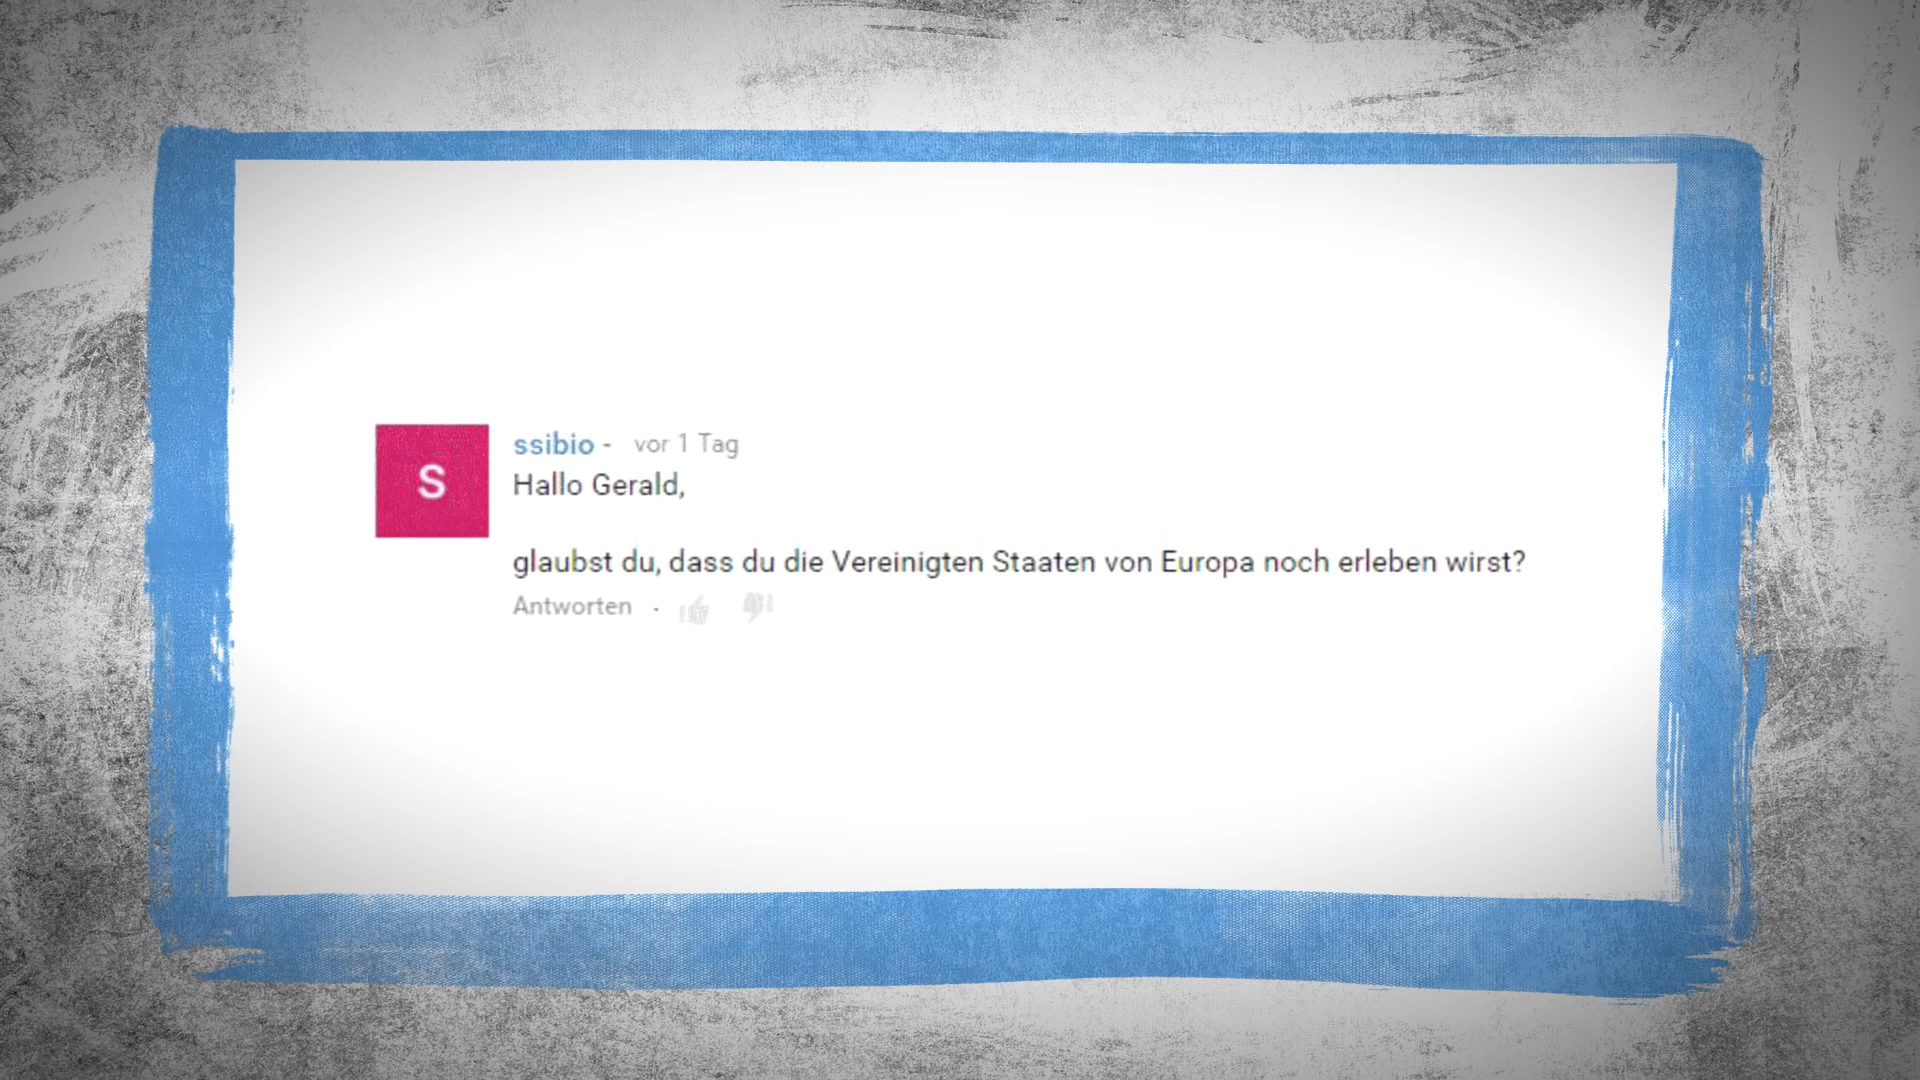 S
ssibio - vor 1 Tag
Hallo Gerald,
glaubst du, dass du die Vereinigten Staaten von Europa noch erleben wirst?
Antworten ·